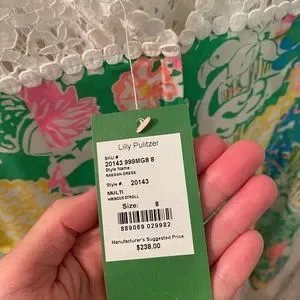 Lilly Pulitzer
SKU #
20143 999MGB 8
Style Name:
RAEGAN DRESS
Style #: 20143
MULTI
HIBISCUS STROLL
Size: 8
889069 029982
Manufacturer's Suggested Price
$238.00